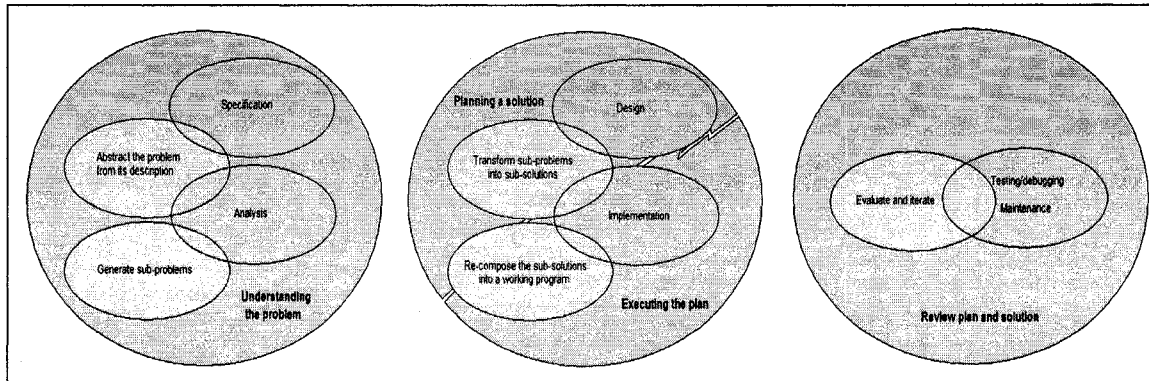 Specification
Abstract the problem
from its description
Analysis
Generate sub-problems
Understanding
the problem
Planning a solution
Design
Transform sub-problems
into sub-solutions
Implementation
Re-compose the sub-solutions
into a working program
Executing the plan
Evaluate and iterate
Testing/debugging
Maintenance
Review plan and solution